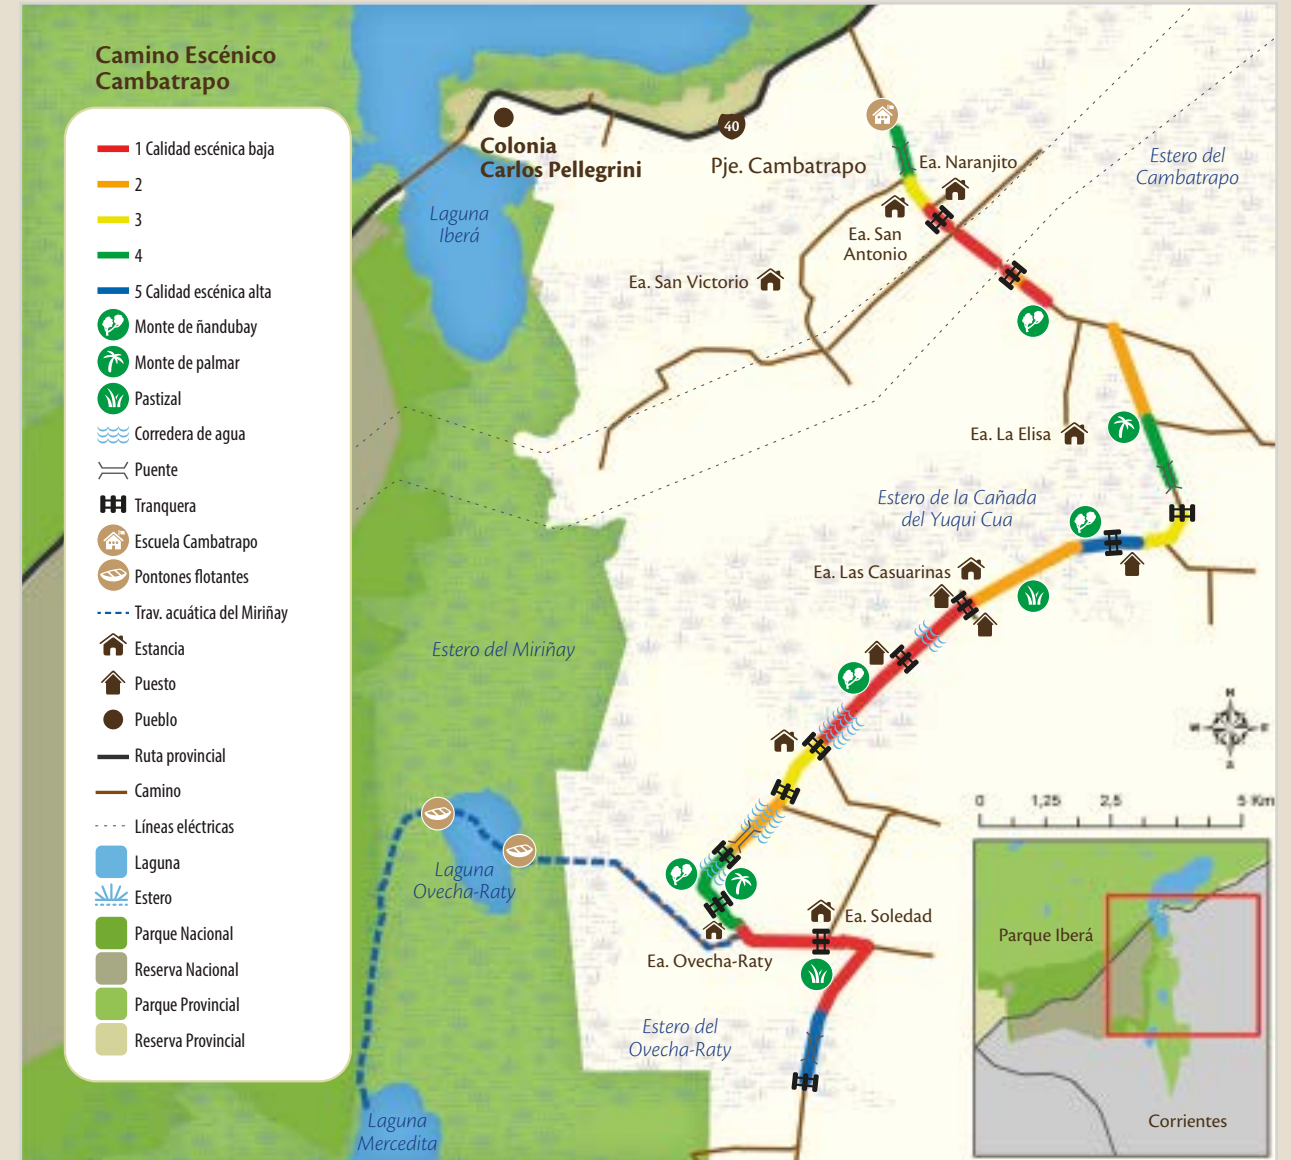 Camino Escénico
Cambatrapo
1 Calidad escénica baja
2
3
4
5 Calidad escénica alta
Monte de ñandubay
Monte de palmar
Pastizal
Corredera de agua
Puente
Tranquera
Escuela Cambatrapo
Pontones flotantes
Trav. acuática del Miriñay
Estancia
Puesto
Pueblo
Ruta provincial
Camino
Líneas eléctricas
Laguna
Estero
Parque Nacional
Reserva Nacional
Parque Provincial
Reserva Provincial
Colonia
Carlos Pellegrini
40
Pje. Cambatrapo
Ea. Naranjito
Estero del
Cambatrapo
Laguna
Iberá
Ea. San
Antonio
Ea. San Victorio
Ea. La Elisa
Estero de la Cañada
del Yuqui Cua
Ea. Las Casuarinas
Estero del Miriñay
N
W
E
S
0 1,25 2,5 5 Km
Laguna
Ovecha-Raty
Ea. Soledad
Ea. Ovecha-Raty
Estero del
Ovecha-Raty
Laguna
Mercedita
Parque Iberá
Corrientes